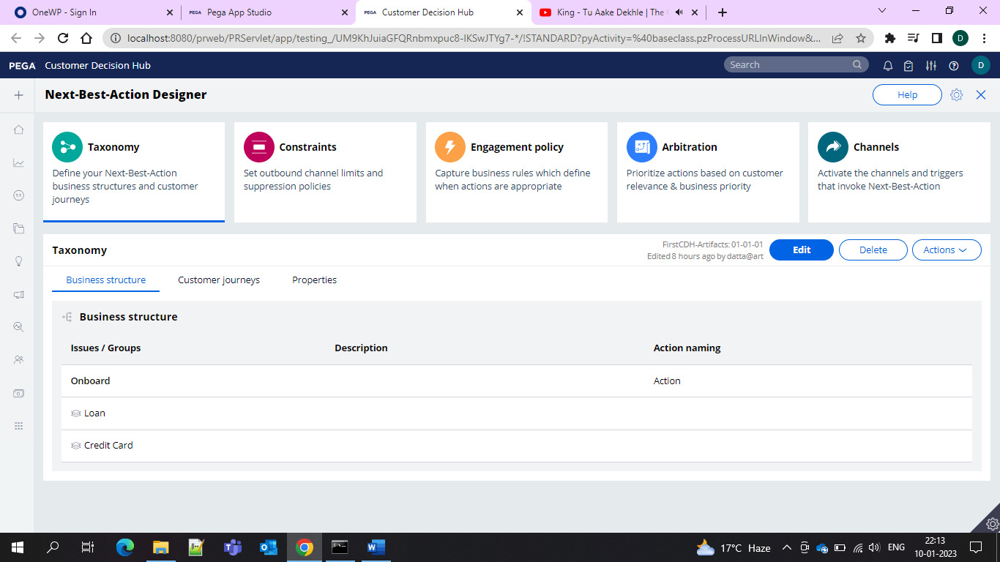 OneWP - Sign In
PEGA Pega App Studio
PEGA Customer Decision Hub
King - Tu Aake Dekhle | The
localhost:8080/prweb/PRServlet/app/testing_/UM9KhJuiaGFQRnbmxpuc8-IKSwJTYg7-*/!STANDARD?pyActivity=%40baseclass.pzProcessURLInWindow&...
D
PEGA Customer Decision Hub
Search
D
Next-Best-Action Designer
Help
Taxonomy
Define your Next-Best-Action
business structures and customer
journeys
Constraints
Set outbound channel limits and
suppression policies
Engagement policy
Capture business rules which define
when actions are appropriate
Arbitration
Prioritize actions based on customer
relevance & business priority
Channels
Activate the channels and triggers
that invoke Next-Best-Action
Taxonomy
FirstCDH-Artifacts: 01-01-01
Edited 8 hours ago by datta@art
Edit
Delete
Actions
Business structure
Customer journeys
Properties
Business structure
Issues / Groups
Description
Action naming
Onboard
Action
Loan
Credit Card
17°C Haze
ENG
22:13
10-01-2023